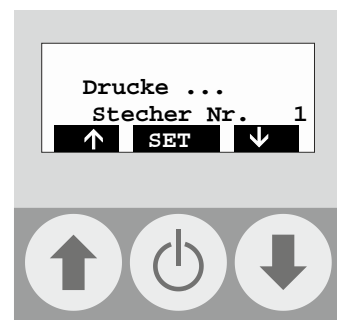 Drucke ...
Stecher Nr. 1
↑ SET ↓